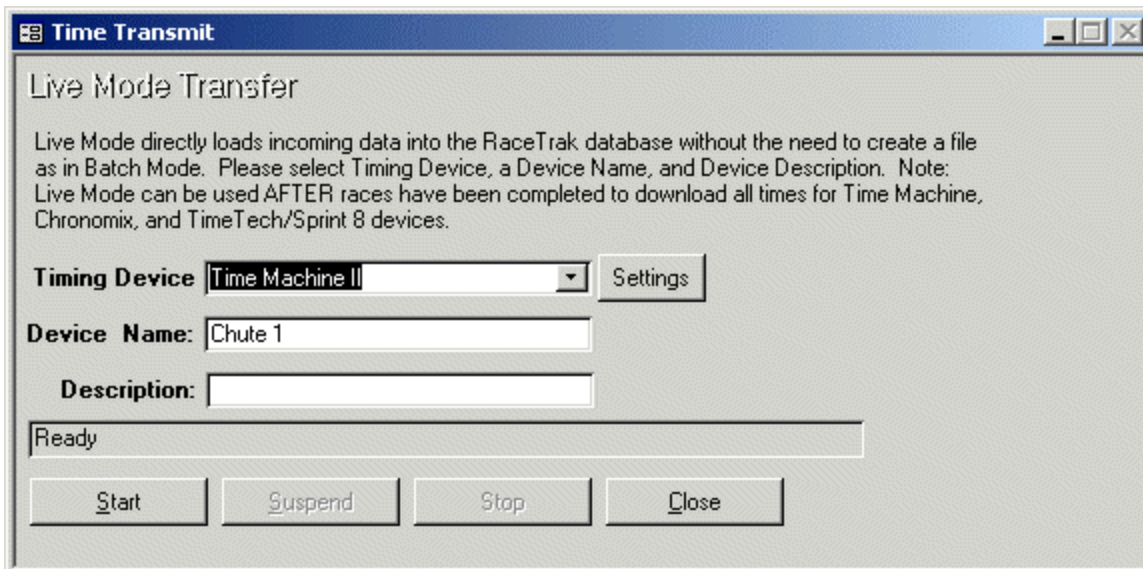 Time Transmit
Live Mode Transfer
Live Mode directly loads incoming data into the RaceTrak database without the need to create a file
as in Batch Mode.  Please select Timing Device, a Device Name, and Device Description.  Note:
Live Mode can be used AFTER races have been completed to download all times for Time Machine,
Chronomix, and TimeTech/Sprint 8 devices.
Timing Device Time Machine II Settings
Device Name: Chute 1
Description:
Ready
Start Suspend Stop Close